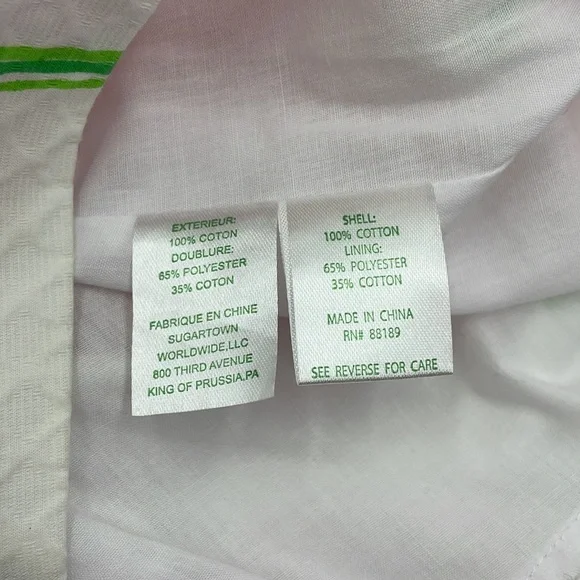 EXTERIEUR:
100% COTON
DOUBLURE:
65% POLYESTER
35% COTON
FABRIQUE EN CHINE
SUGARTOWN
WORLDWIDE,LLC
800 THIRD AVENUE
KING OF PRUSSIA,PA
SHELL:
100% COTTON
LINING:
65% POLYESTER
35% COTTON
MADE IN CHINA
RN# 88189
SEE REVERSE FOR CARE